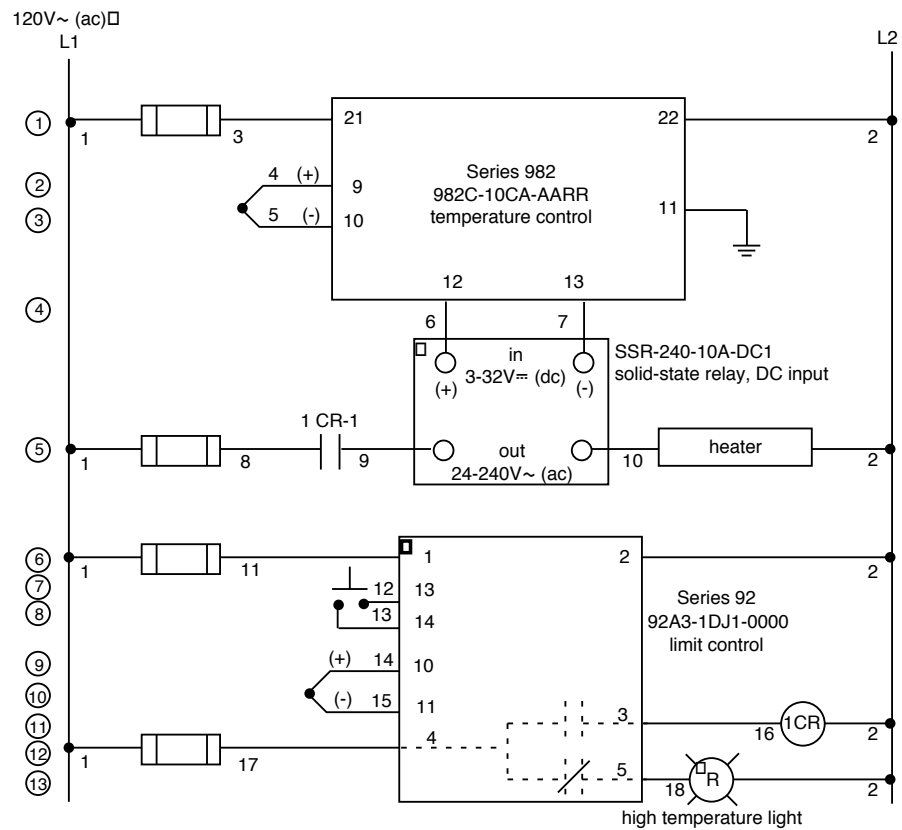 120V~ (ac)□
L1 L2
① 1 3 21 22 2
Series 982
982C-10CA-AARR
temperature control
② 4 (+) 9
③ 5 (-) 10 11
12 13
④ 6 7
in
3-32V⎓ (dc)
(+) (-)
SSR-240-10A-DC1
solid-state relay, DC input
1 CR-1
⑤ 1 8 9 out 10 heater 2
24-240V~ (ac)
⑥ 1 11 1 2 2
⑦ 12 13
⑧ 13 14
Series 92
92A3-1DJ1-0000
limit control
⑨ (+) 14 10
⑩ (-) 15 11
⑪ 3 16 1CR 2
⑫ 1 17 4
⑬ 5 18 R 2
high temperature light